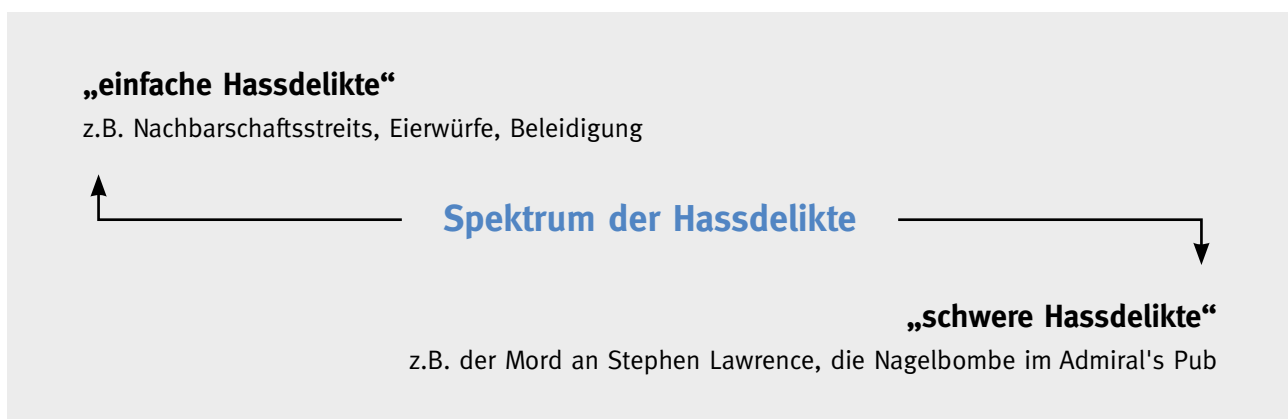 „einfache Hassdelikte“
z.B. Nachbarschaftsstreits, Eierwürfe, Beleidigung
Spektrum der Hassdelikte
„schwere Hassdelikte“
z.B. der Mord an Stephen Lawrence, die Nagelbombe im Admiral's Pub